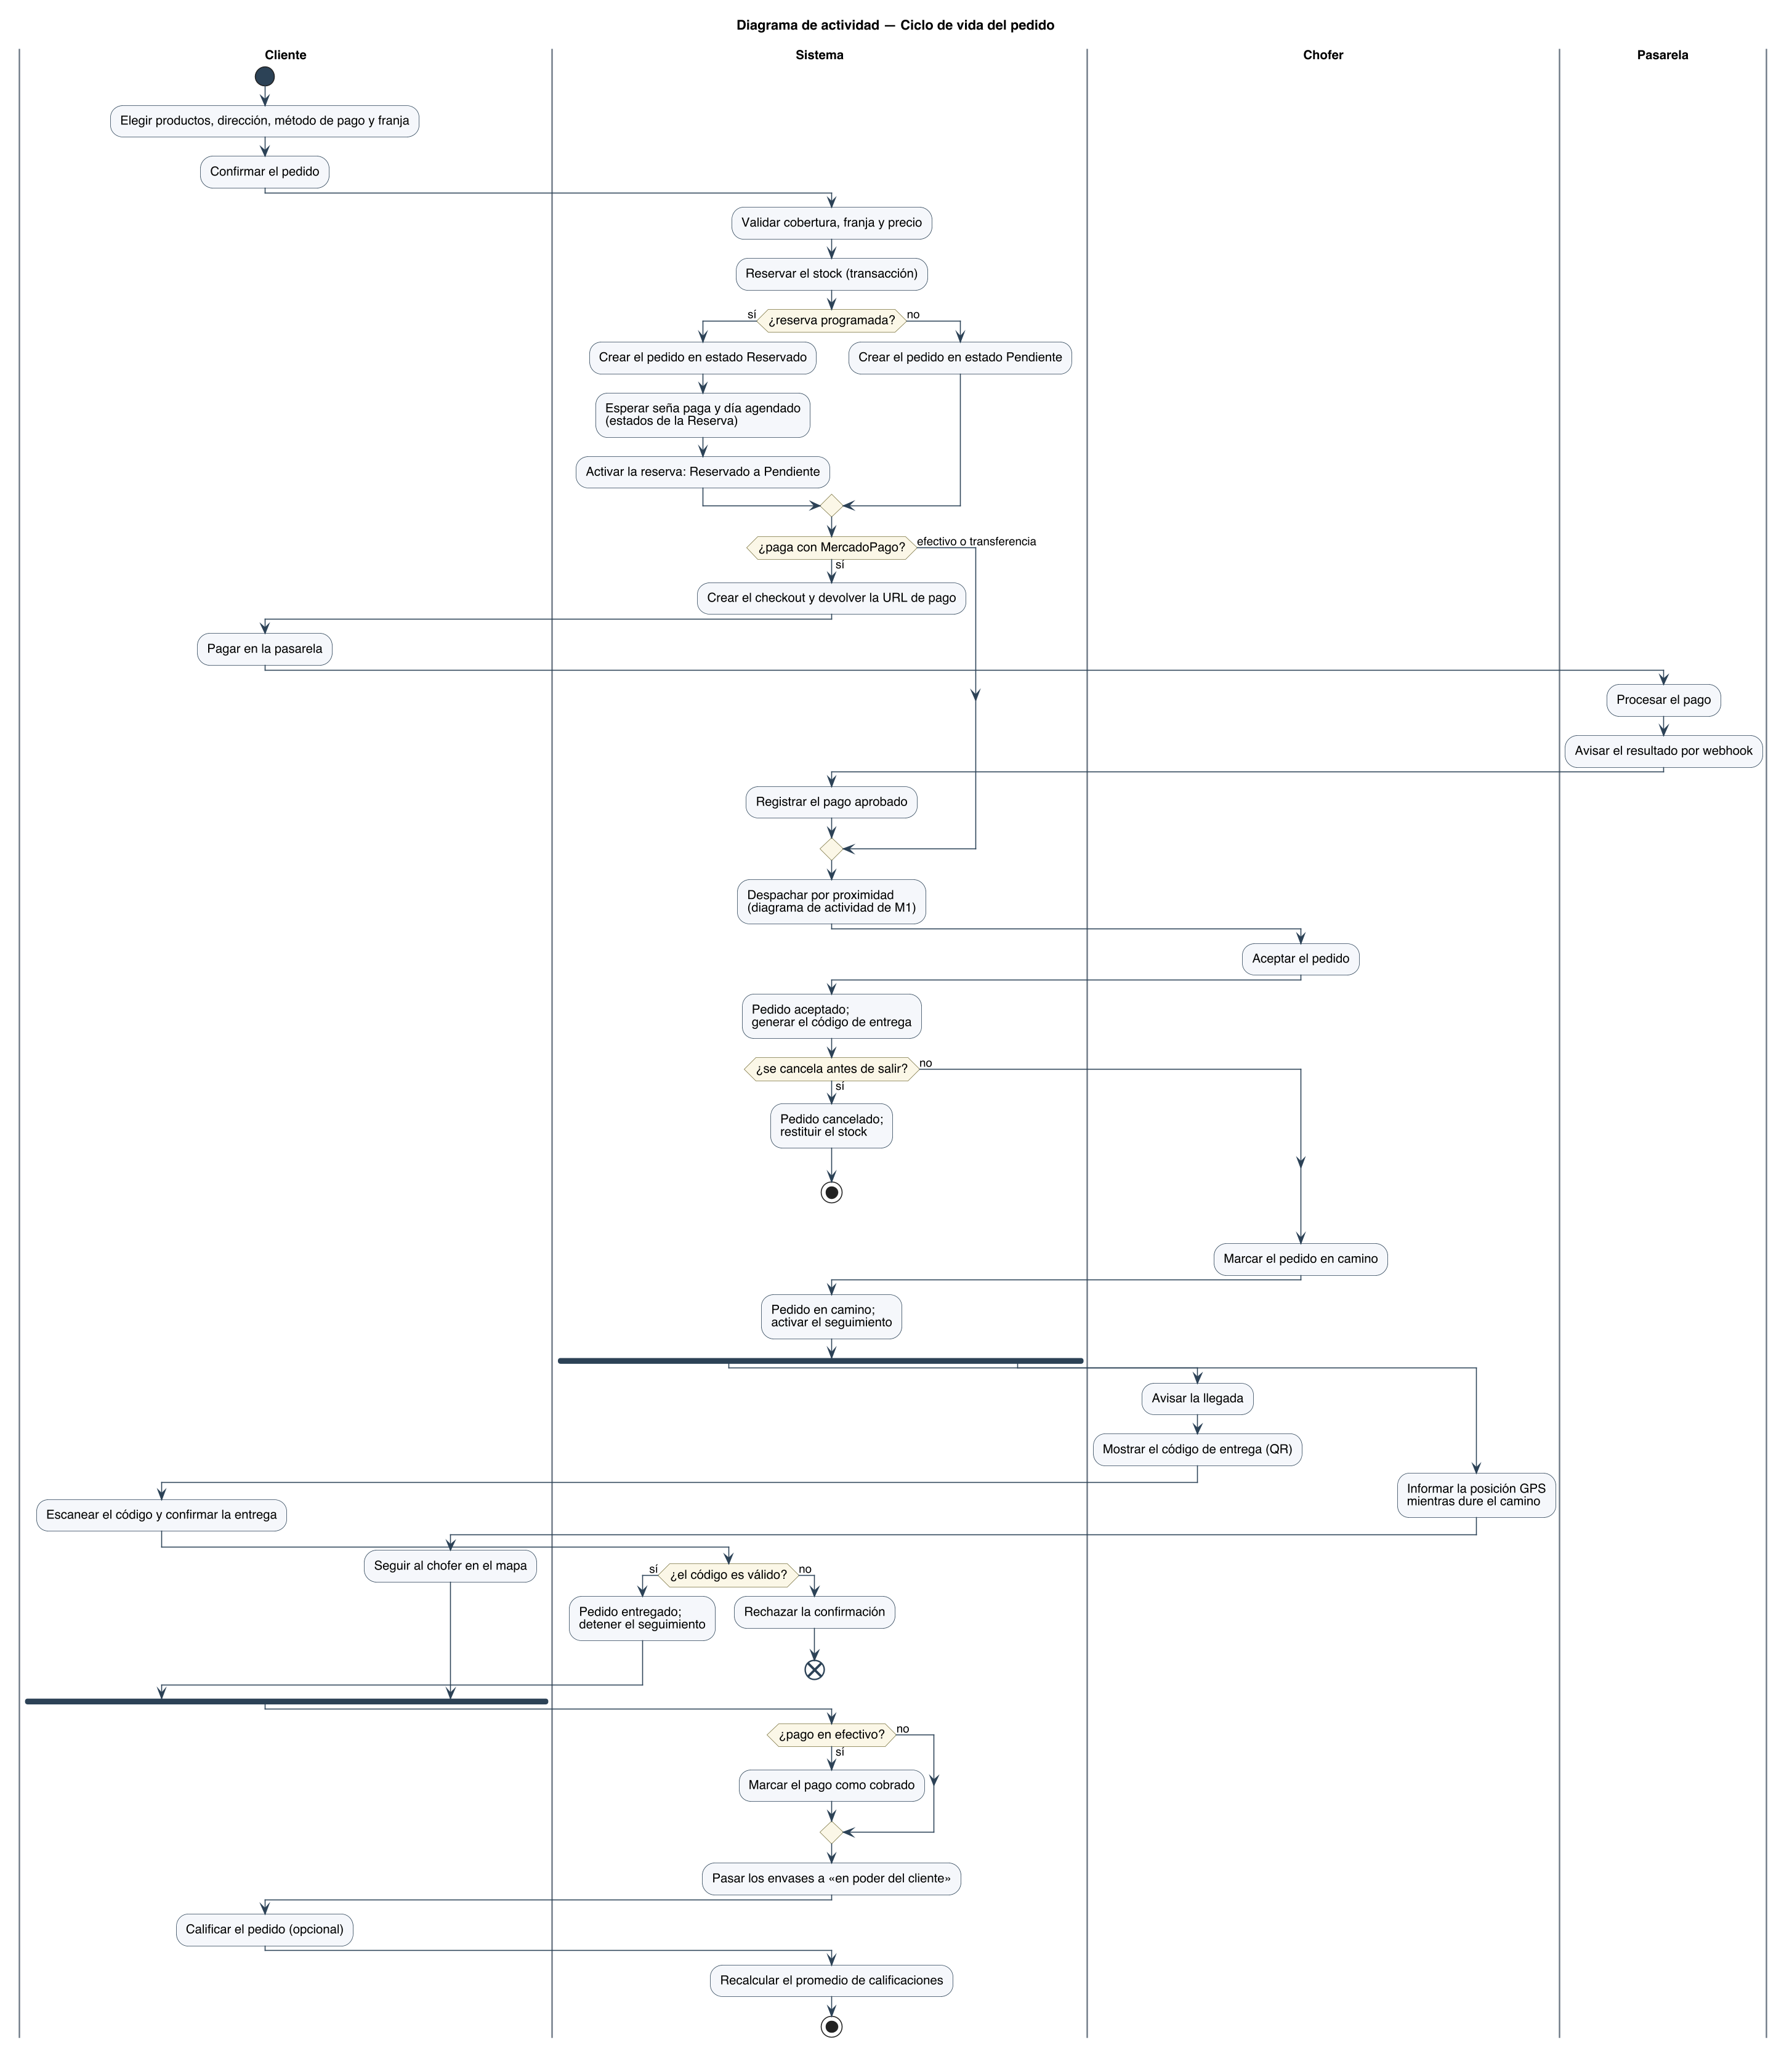 Diagrama de actividad — Ciclo de vida del pedido
Cliente
Sistema
Chofer
Pasarela
Elegir productos, dirección, método de pago y franja
Confirmar el pedido
Validar cobertura, franja y precio
Reservar el stock (transacción)
sí
¿reserva programada?
no
Crear el pedido en estado Reservado
Crear el pedido en estado Pendiente
Esperar seña paga y día agendado
(estados de la Reserva)
Activar la reserva: Reservado a Pendiente
¿paga con MercadoPago?
efectivo o transferencia
sí
Crear el checkout y devolver la URL de pago
Pagar en la pasarela
Procesar el pago
Avisar el resultado por webhook
Registrar el pago aprobado
Despachar por proximidad
(diagrama de actividad de M1)
Aceptar el pedido
Pedido aceptado;
generar el código de entrega
¿se cancela antes de salir?
no
sí
Pedido cancelado;
restituir el stock
Marcar el pedido en camino
Pedido en camino;
activar el seguimiento
Avisar la llegada
Mostrar el código de entrega (QR)
Informar la posición GPS
mientras dure el camino
Escanear el código y confirmar la entrega
Seguir al chofer en el mapa
sí
¿el código es válido?
no
Pedido entregado;
detener el seguimiento
Rechazar la confirmación
¿pago en efectivo?
no
sí
Marcar el pago como cobrado
Pasar los envases a «en poder del cliente»
Calificar el pedido (opcional)
Recalcular el promedio de calificaciones